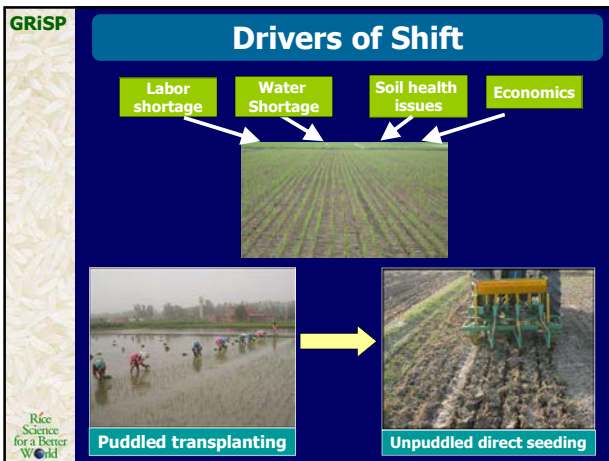 GRiSP
Drivers of Shift
Labor
shortage
Water
Shortage
Soil health
issues
Economics
Puddled transplanting
Unpuddled direct seeding
Rice
Science
for a Better
World